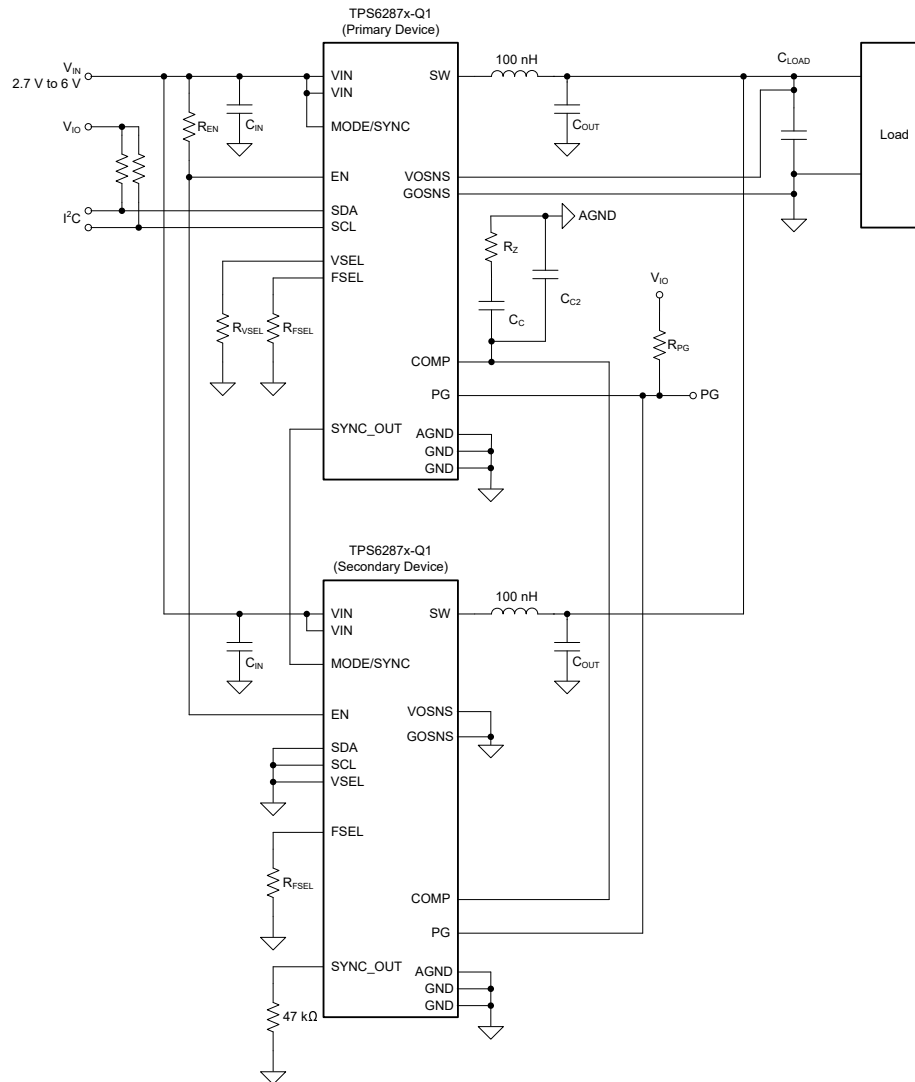 TPS6287x-Q1
(Primary Device)
V_IN
2.7 V to 6 V
V_IO
I²C
R_EN
C_IN
VIN
VIN
MODE/SYNC
EN
SDA
SCL
VSEL
FSEL
R_VSEL
R_FSEL
SYNC_OUT
SW
VOSNS
GOSNS
COMP
PG
AGND
GND
GND
100 nH
C_OUT
C_LOAD
Load
AGND
R_Z
C_C
C_C2
V_IO
R_PG
PG
TPS6287x-Q1
(Secondary Device)
C_IN
VIN
VIN
MODE/SYNC
EN
SDA
SCL
VSEL
FSEL
R_FSEL
SYNC_OUT
47 kΩ
SW
VOSNS
GOSNS
COMP
PG
AGND
GND
GND
100 nH
C_OUT